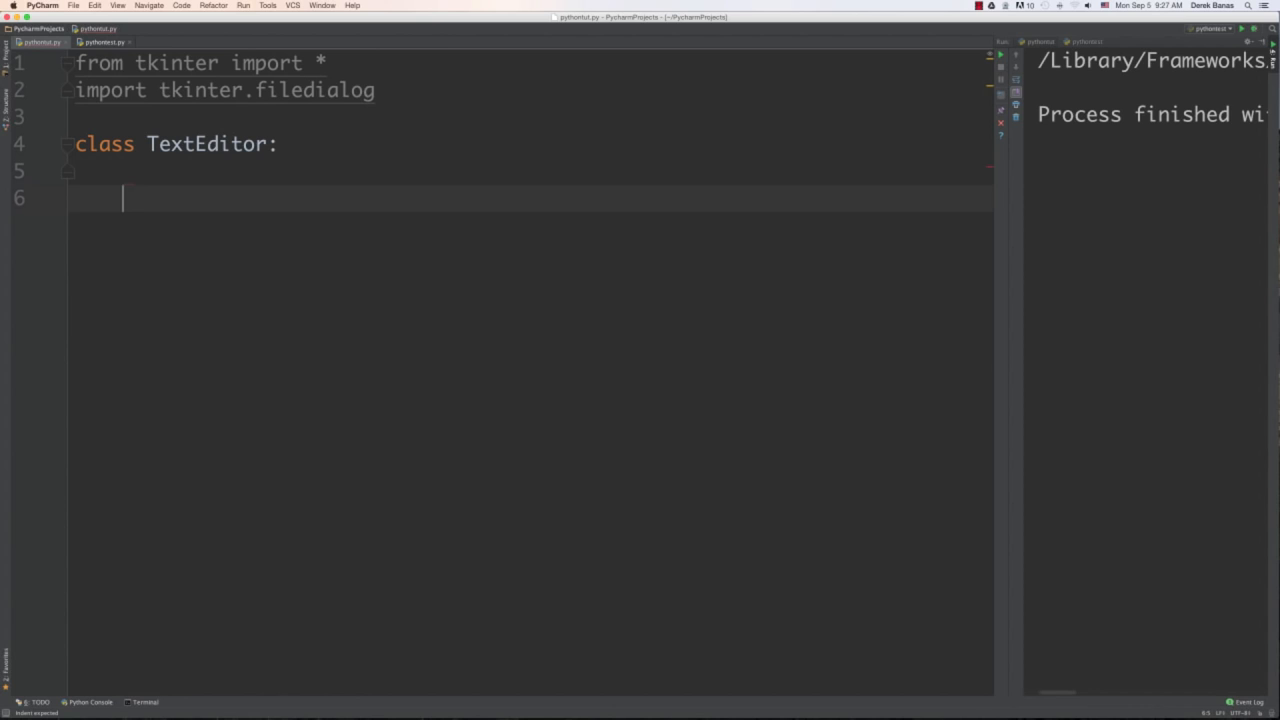 PyCharm File Edit View Navigate Code Refactor Run Tools VCS Window Help 10 Mon Sep 5 9:27 AM Derek Banas
pythontut.py - PycharmProjects - [~/PycharmProjects]
PycharmProjects pythontut.py pythontest
pythontut.py pythontest.py Run: pythontut pythontest
1: Project
Z: Structure
2: Favorites
4: Run
1 from tkinter import *
2 import tkinter.filedialog
3
4 class TextEditor:
5
6
/Library/Frameworks
Process finished wi
6: TODO Python Console Terminal Event Log
Indent expected 6:5 LF÷ UTF-8÷